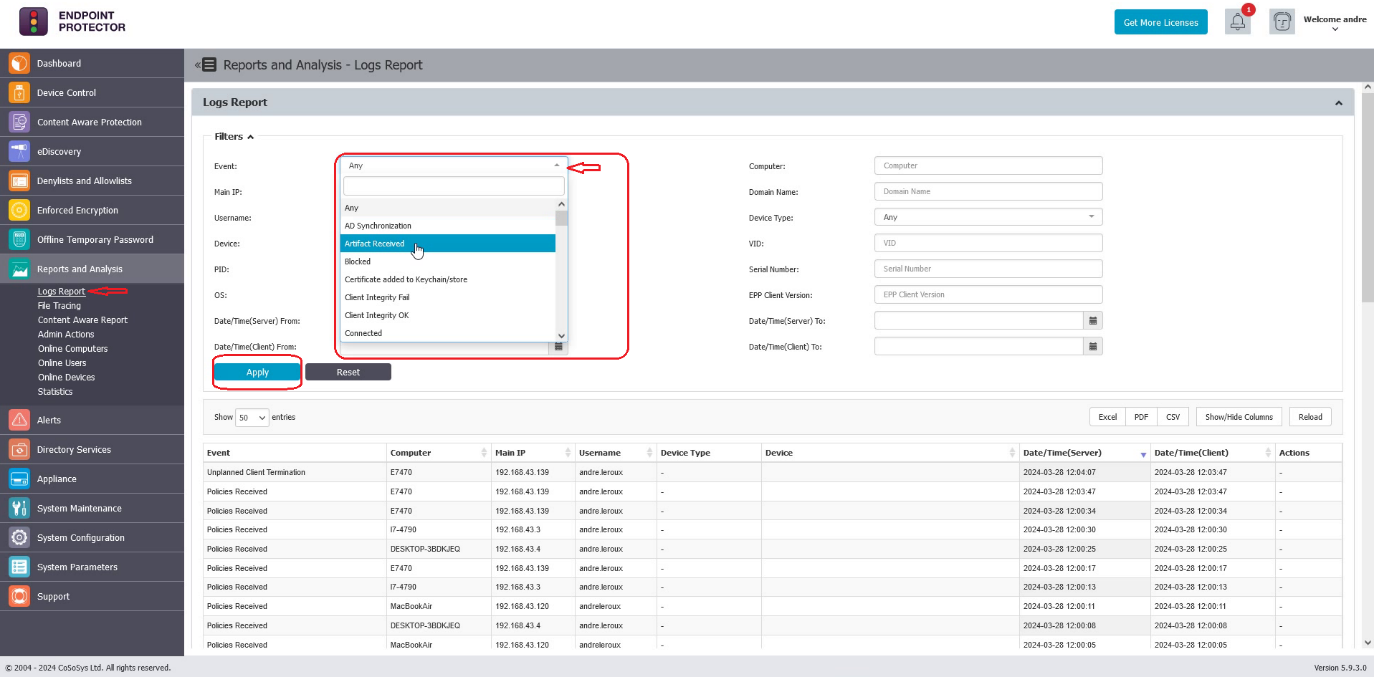 ENDPOINT
PROTECTOR
Get More Licenses
1
Welcome andre
Dashboard
Device Control
Content Aware Protection
eDiscovery
Denylists and Allowlists
Enforced Encryption
Offline Temporary Password
Reports and Analysis
Logs Report
File Tracing
Content Aware Report
Admin Actions
Online Computers
Online Users
Online Devices
Statistics
Alerts
Directory Services
Appliance
System Maintenance
System Configuration
System Parameters
Support
Reports and Analysis - Logs Report
Logs Report
Filters
Event: Any Computer: Computer
Main IP: Domain Name: Domain Name
Username: Device Type: Any
Device: VID: VID
PID: Serial Number: Serial Number
OS: EPP Client Version: EPP Client Version
Date/Time(Server) From: Date/Time(Server) To:
Date/Time(Client) From: Date/Time(Client) To:
Any
AD Synchronization
Artifact Received
Blocked
Certificate added to Keychain/store
Client Integrity Fail
Client Integrity OK
Connected
Apply Reset
Show 50 entries Excel PDF CSV Show/Hide Columns Reload
Event Computer Main IP Username Device Type Device Date/Time(Server) Date/Time(Client) Actions
Unplanned Client Termination E7470 192.168.43.139 andre.leroux - 2024-03-28 12:04:07 2024-03-28 12:03:47 -
Policies Received E7470 192.168.43.139 andre.leroux - 2024-03-28 12:03:47 2024-03-28 12:03:47 -
Policies Received E7470 192.168.43.139 andre.leroux - 2024-03-28 12:00:34 2024-03-28 12:00:34 -
Policies Received I7-4790 192.168.43.3 andre.leroux - 2024-03-28 12:00:30 2024-03-28 12:00:30 -
Policies Received DESKTOP-3BDKJEQ 192.168.43.4 andre.leroux - 2024-03-28 12:00:25 2024-03-28 12:00:25 -
Policies Received E7470 192.168.43.139 andre.leroux - 2024-03-28 12:00:17 2024-03-28 12:00:17 -
Policies Received I7-4790 192.168.43.3 andre.leroux - 2024-03-28 12:00:13 2024-03-28 12:00:13 -
Policies Received MacBookAir 192.168.43.120 andreleroux - 2024-03-28 12:00:11 2024-03-28 12:00:11 -
Policies Received DESKTOP-3BDKJEQ 192.168.43.4 andre.leroux - 2024-03-28 12:00:08 2024-03-28 12:00:08 -
Policies Received MacBookAir 192.168.43.120 andreleroux - 2024-03-28 12:00:05 2024-03-28 12:00:05 -
© 2004 - 2024 CoSoSys Ltd. All rights reserved.
Version 5.9.3.0